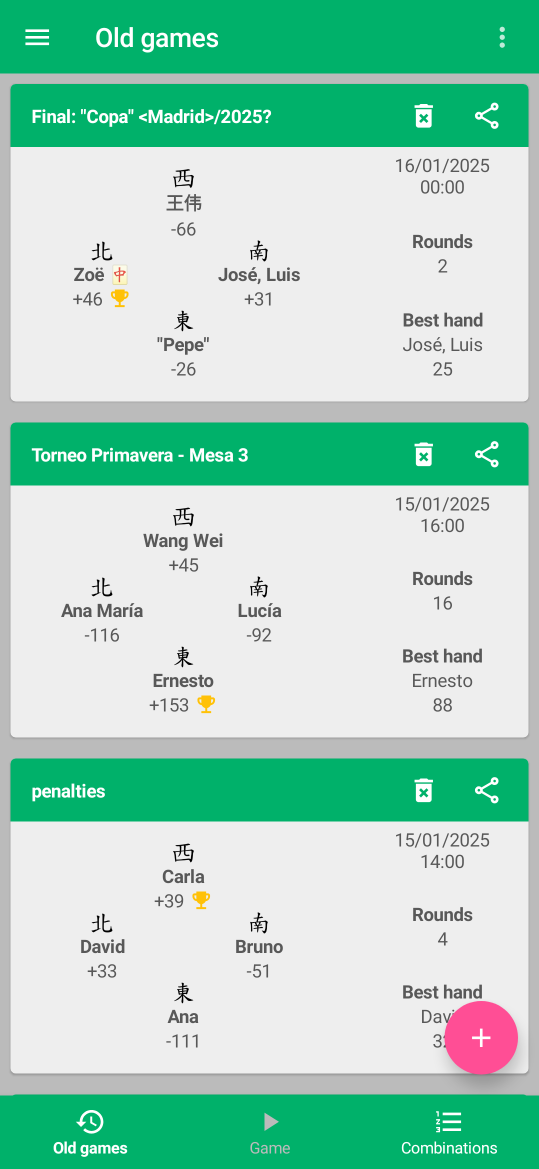 Old games
Final: "Copa" <Madrid>/2025?
西
王伟
-66
北
Zoë 🀄
+46
南
José, Luis
+31
東
"Pepe"
-26
16/01/2025
00:00
Rounds
2
Best hand
José, Luis
25
Torneo Primavera - Mesa 3
西
Wang Wei
+45
北
Ana María
-116
南
Lucía
-92
東
Ernesto
+153
15/01/2025
16:00
Rounds
16
Best hand
Ernesto
88
penalties
西
Carla
+39
北
David
+33
南
Bruno
-51
東
Ana
-111
15/01/2025
14:00
Rounds
4
Best hand
Old games
Game
Combinations